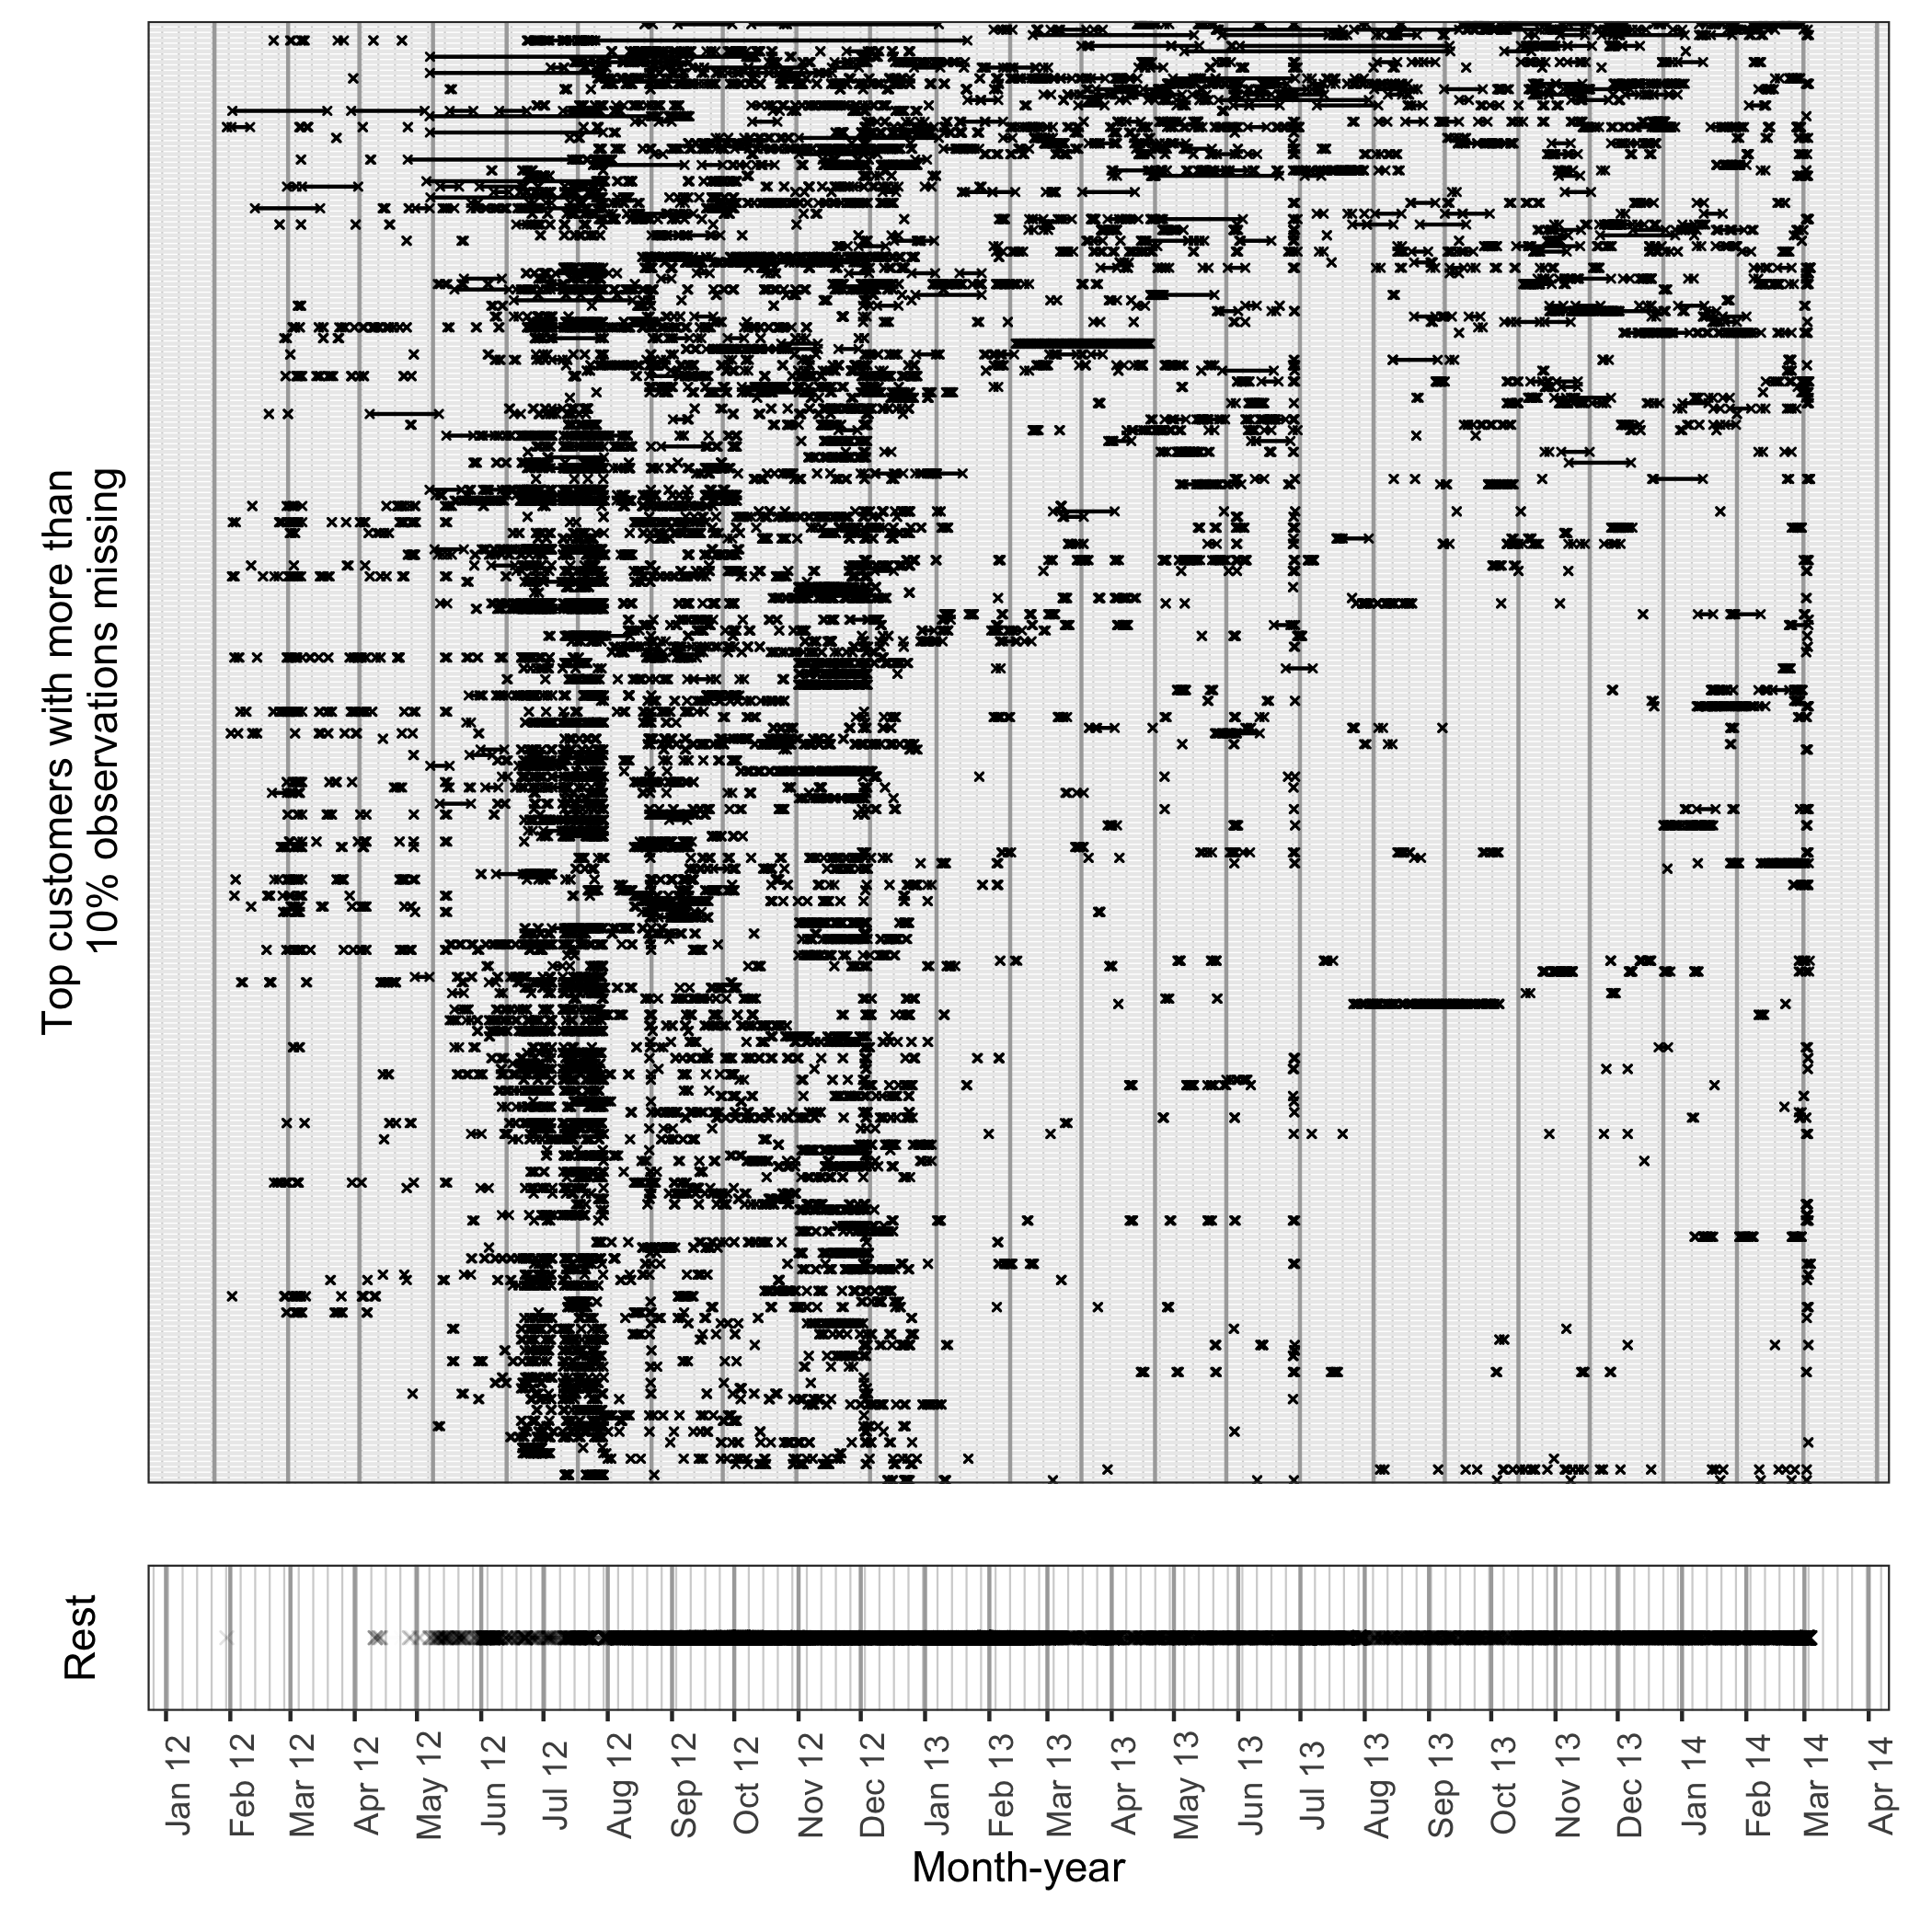 Top customers with more than
10% observations missing
Rest
Jan 12
Feb 12
Mar 12
Apr 12
May 12
Jun 12
Jul 12
Aug 12
Sep 12
Oct 12
Nov 12
Dec 12
Jan 13
Feb 13
Mar 13
Apr 13
May 13
Jun 13
Jul 13
Aug 13
Sep 13
Oct 13
Nov 13
Dec 13
Jan 14
Feb 14
Mar 14
Apr 14
Month-year